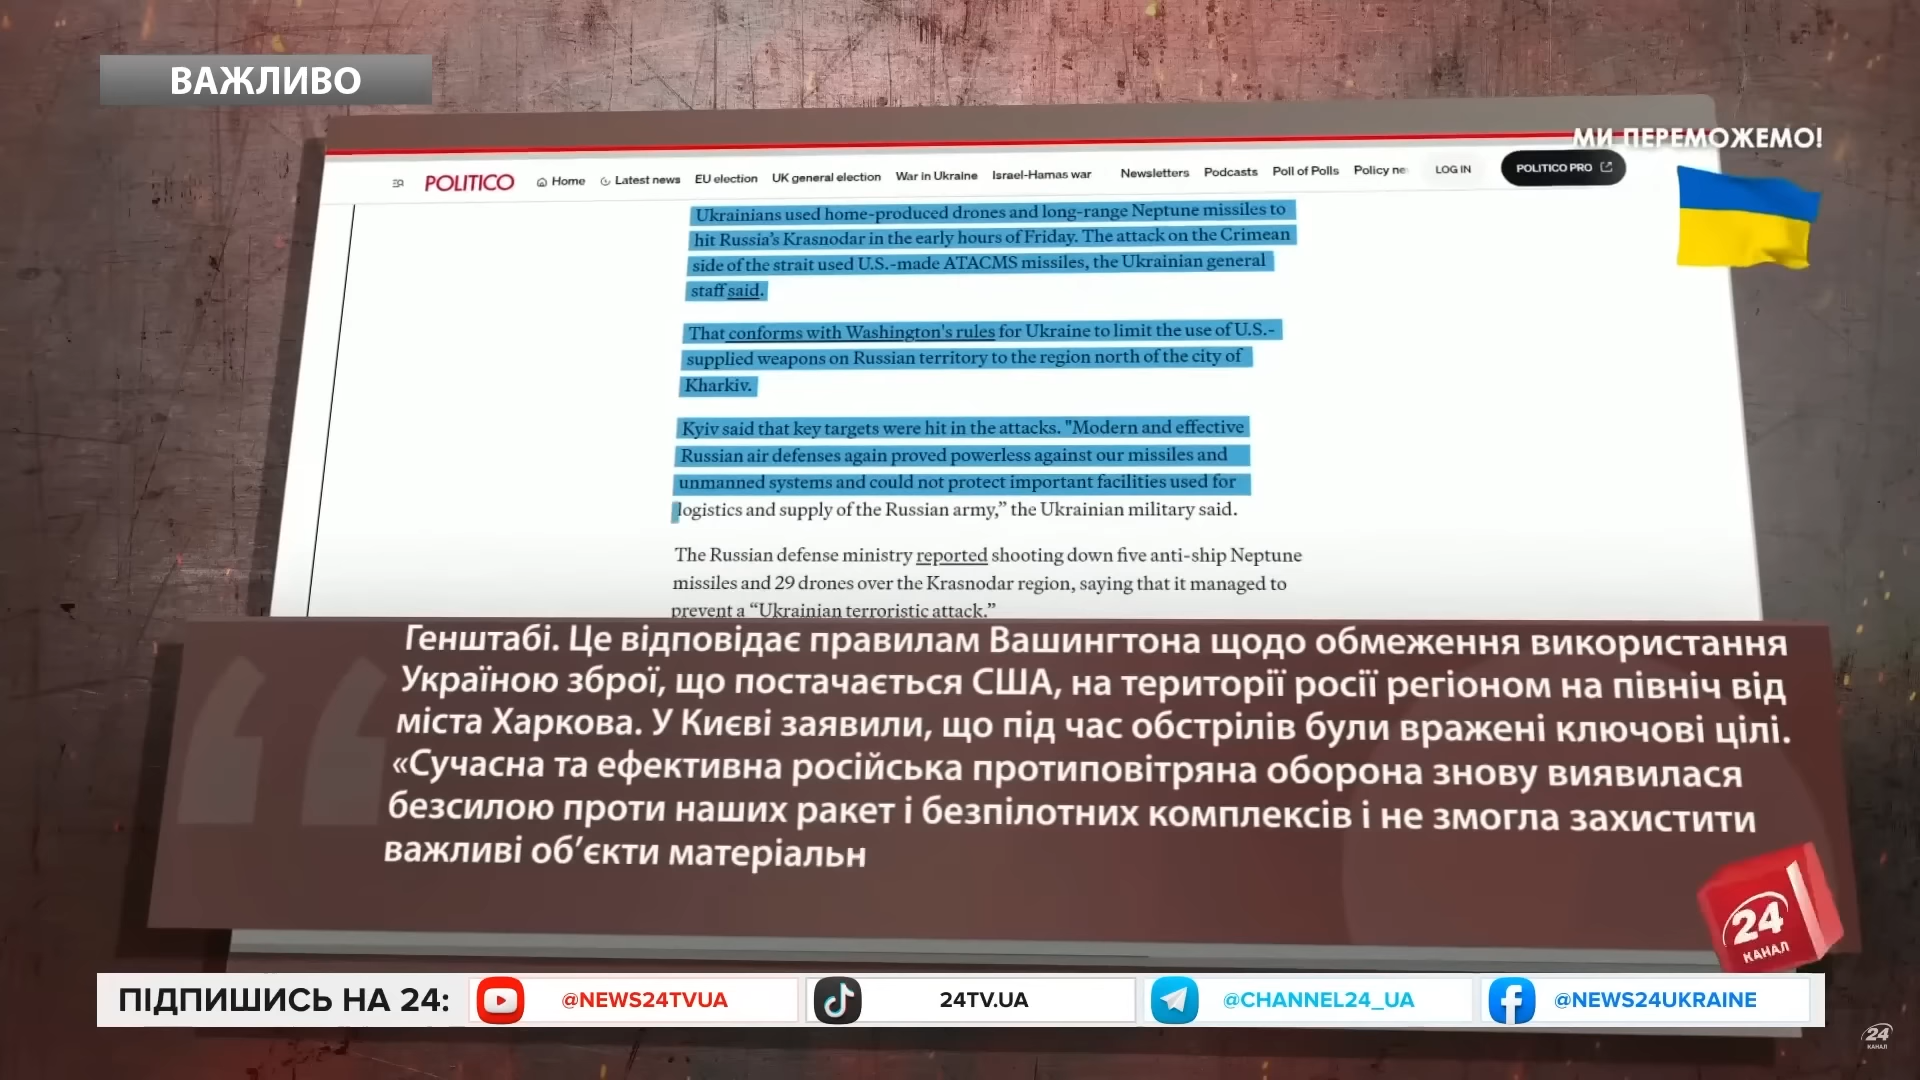 ВАЖЛИВО
МИ ПЕРЕМОЖЕМО!
POLITICO Home Latest news EU election UK general election War in Ukraine Israel-Hamas war Newsletters Podcasts Poll of Polls Policy ne LOG IN POLITICO PRO
Ukrainians used home-produced drones and long-range Neptune missiles to
hit Russia's Krasnodar in the early hours of Friday. The attack on the Crimean
side of the strait used U.S.-made ATACMS missiles, the Ukrainian general
staff said.
That conforms with Washington's rules for Ukraine to limit the use of U.S.-
supplied weapons on Russian territory to the region north of the city of
Kharkiv.
Kyiv said that key targets were hit in the attacks. "Modern and effective
Russian air defenses again proved powerless against our missiles and
unmanned systems and could not protect important facilities used for
logistics and supply of the Russian army,” the Ukrainian military said.
The Russian defense ministry reported shooting down five anti-ship Neptune
missiles and 29 drones over the Krasnodar region, saying that it managed to
prevent a “Ukrainian terroristic attack.”
Генштабі. Це відповідає правилам Вашингтона щодо обмеження використання
Україною зброї, що постачається США, на території росії регіоном на північ від
міста Харкова. У Києві заявили, що під час обстрілів були вражені ключові цілі.
«Сучасна та ефективна російська протиповітряна оборона знову виявилася
безсилою проти наших ракет і безпілотних комплексів і не змогла захистити
важливі об’єкти матеріальн
24
КАНАЛ
ПІДПИШИСЬ НА 24: @NEWS24TVUA 24TV.UA @CHANNEL24_UA @NEWS24UKRAINE
24
КАНАЛ